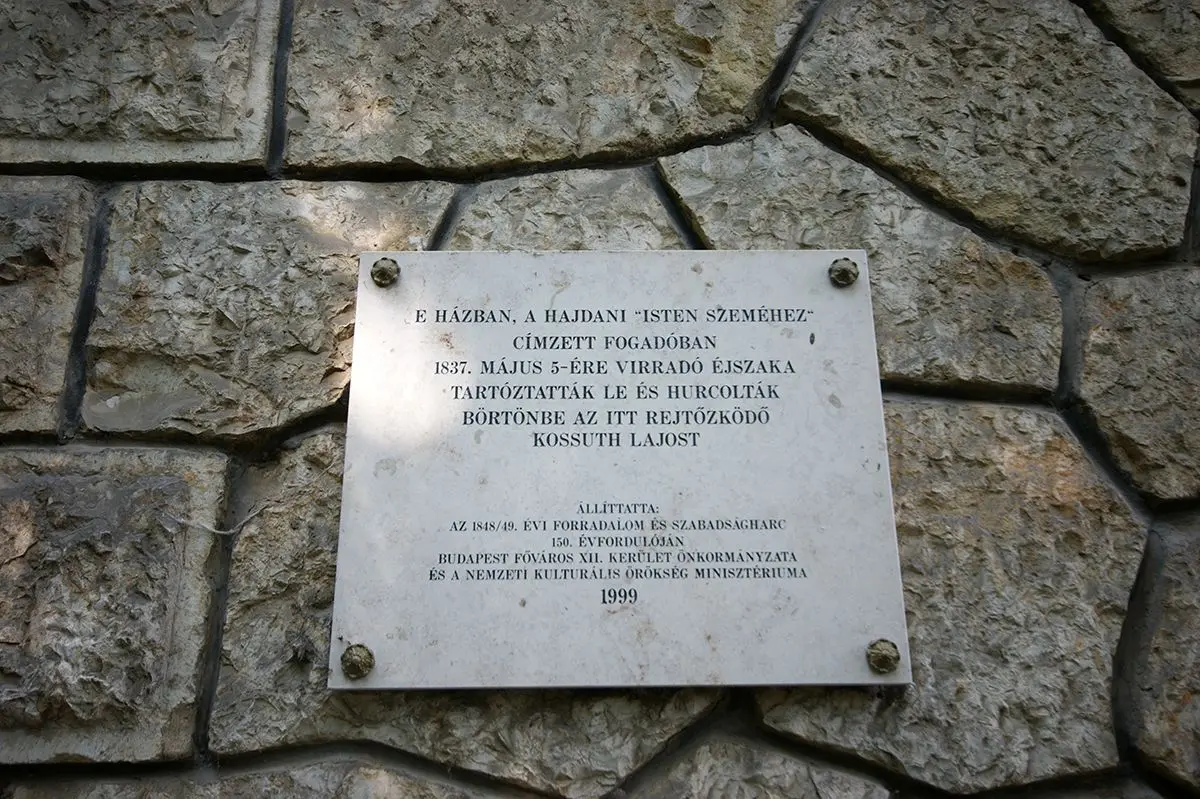 E HÁZBAN, A HAJDANI "ISTEN SZEMÉHEZ"
CÍMZETT FOGADÓBAN
1837. MÁJUS 5-ÉRE VIRRADÓ ÉJSZAKA
TARTÓZTATTÁK LE ÉS HURCOLTÁK
BÖRTÖNBE AZ ITT REJTŐZKÖDŐ
KOSSUTH LAJOST
ÁLLÍTTATTA:
AZ 1848/49. ÉVI FORRADALOM ÉS SZABADSÁGHARC
150. ÉVFORDULÓJÁN
BUDAPEST FŐVÁROS XII. KERÜLET ÖNKORMÁNYZATA
ÉS A NEMZETI KULTURÁLIS ÖRÖKSÉG MINISZTÉRIUMA
1999